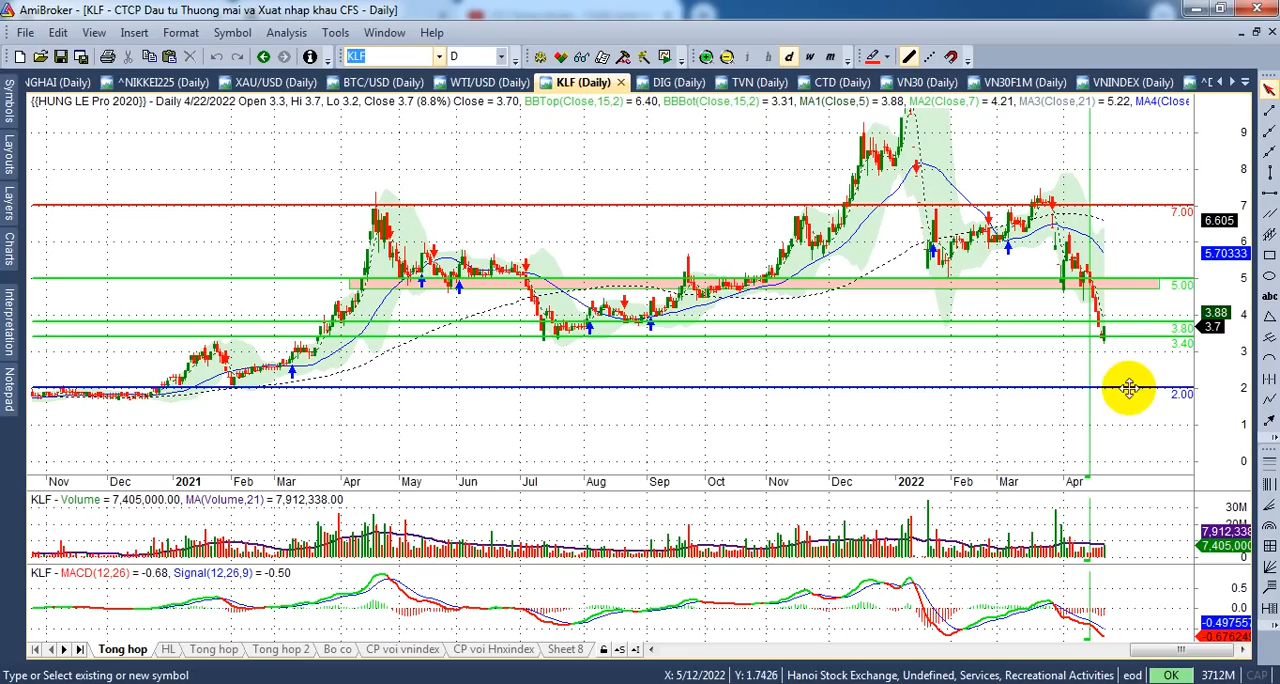 AmiBroker - [KLF - CTCP Dau tu Thuong mai va Xuat nhap khau CFS - Daily]
File Edit View Insert Format Symbol Analysis Tools Window Help
KLF D i h d w m
NGHAI (Daily) ^NIKKEI225 (Daily) XAU/USD (Daily) BTC/USD (Daily) WTI/USD (Daily) KLF (Daily) DIG (Daily) TVN (Daily) CTD (Daily) VN30 (Daily) VN30F1M (Daily) VNINDEX (Daily)
{{HUNG LE Pro 2020}} - Daily 4/22/2022 Open 3.3, Hi 3.7, Lo 3.2, Close 3.7 (8.8%) Close = 3.70, BBTop(Close,15,2) = 6.40, BBBot(Close,15,2) = 3.31, MA1(Close,5) = 3.88, MA2(Close,7) = 4.21, MA3(Close,21) = 5.22, MA4(Close
Symbols
Layouts
Layers
Charts
Interpretation
Notepad
9
8
7
7.00
6.605
6
5.70333
5
5.00
4
3.88
3.7
3.80
3.40
3
2
2.00
1
0
abc
Nov Dec 2021 Feb Mar Apr May Jun Jul Aug Sep Oct Nov Dec 2022 Feb Mar Apr
KLF - Volume = 7,405,000.00, MA(Volume,21) = 7,912,338.00
30M
20M
7,912,338
7,405,000
0
KLF - MACD(12,26) = -0.68, Signal(12,26,9) = -0.50
0.5
0.0
-0.497557
-0.676249
Tong hop HL Tong hop Tong hop 2 Bo co CP voi vnindex CP voi Hnxindex Sheet 8
Type or Select existing or new symbol X: 5/12/2022 Y: 1.7426 Hanoi Stock Exchange, Undefined, Services, Recreational Activities eod OK 3712M CAP